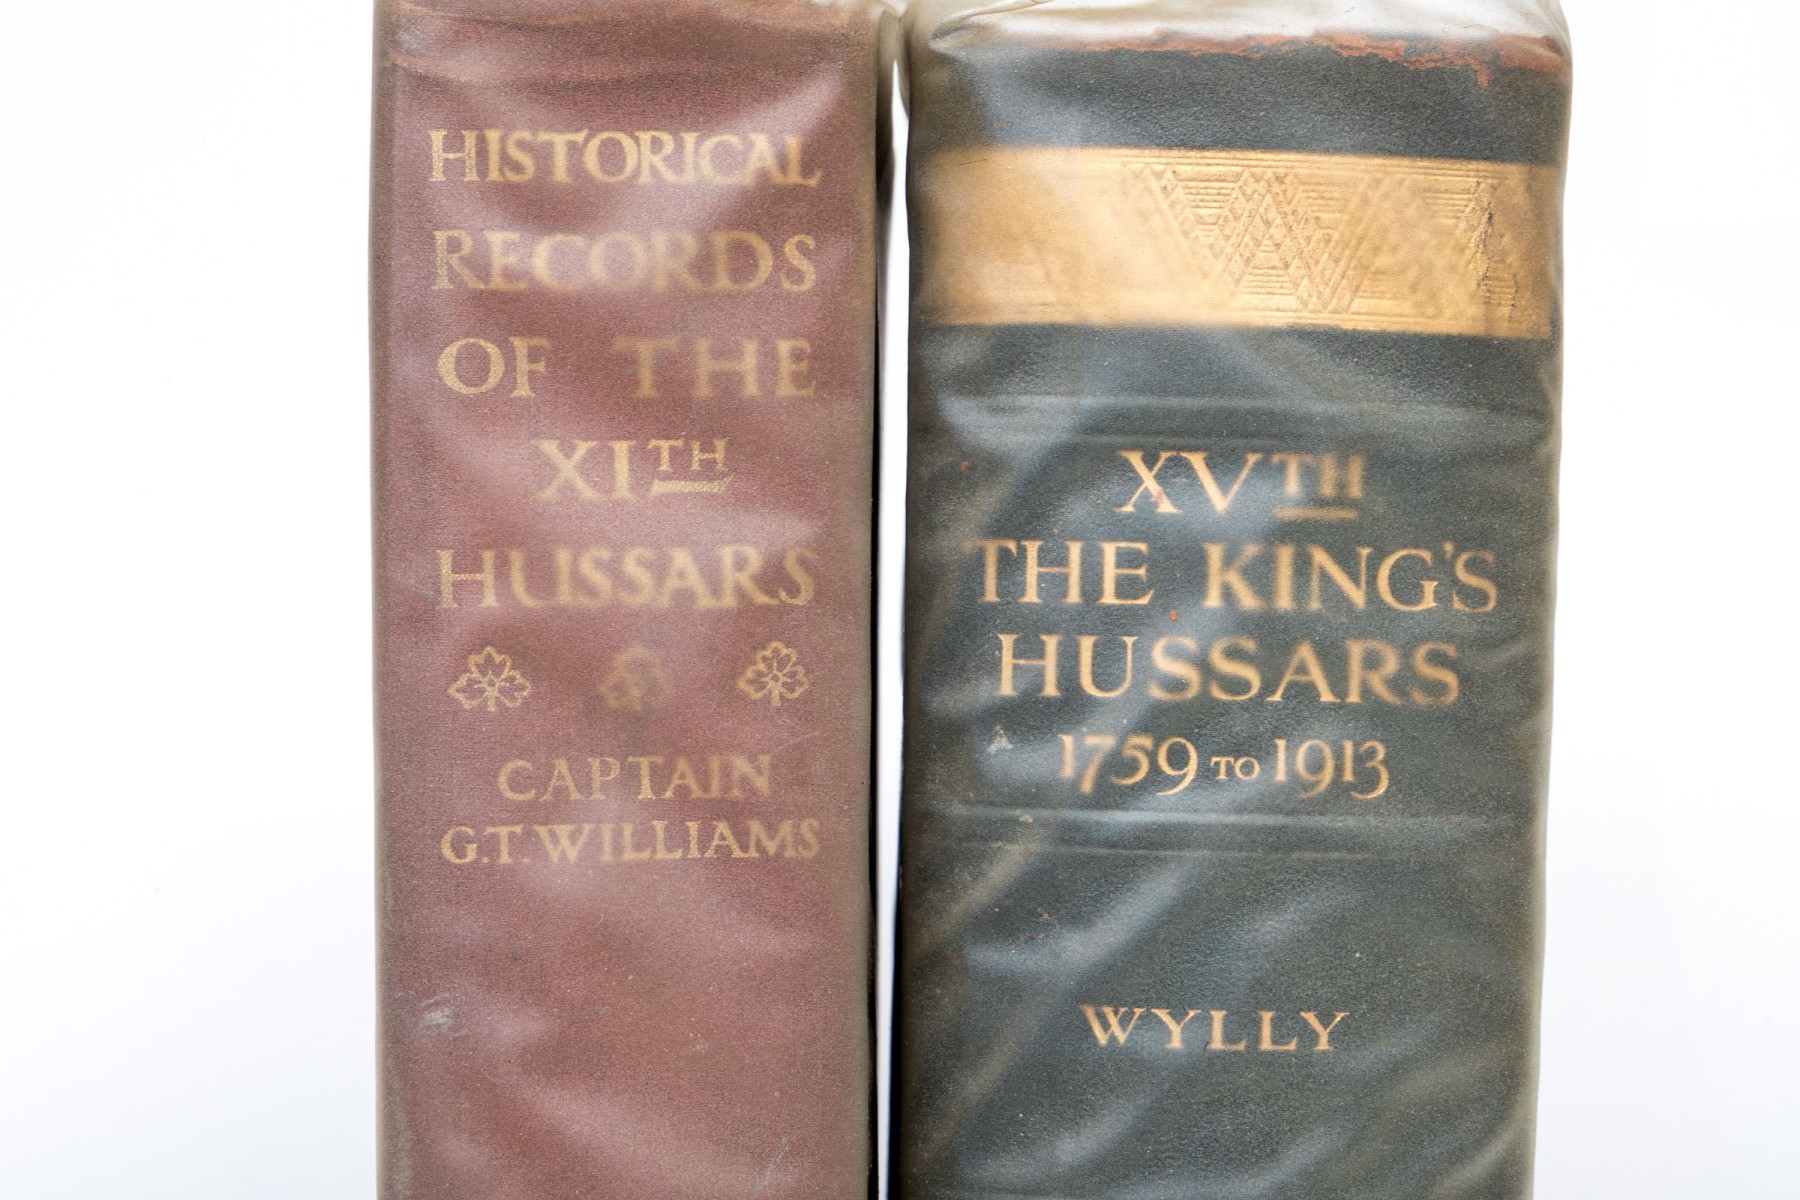 HISTORICAL
RECORDS
OF THE
XITH
HUSSARS
CAPTAIN
G.T. WILLIAMS
XVTH
THE KING'S
HUSSARS
1759 TO 1913
WYLLY